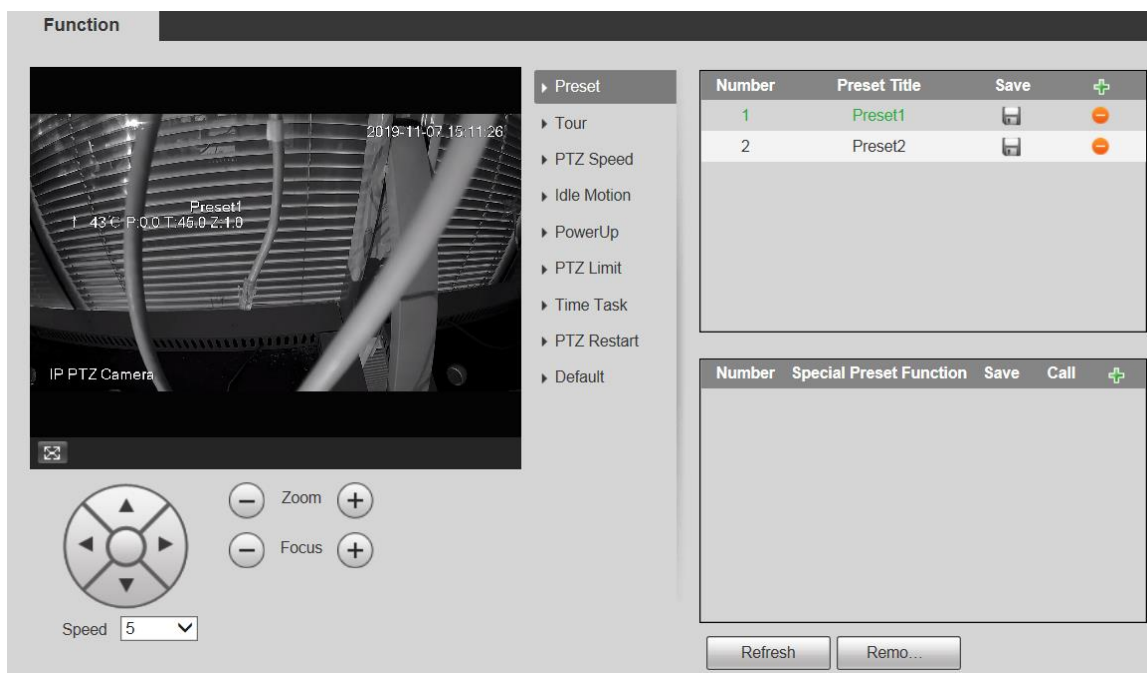 Function
2019-11-07 15:11:26
Preset1
43 C P:0.0 T:45.0 Z:1.0
IP PTZ Camera
Zoom
Focus
Speed 5
Preset
Tour
PTZ Speed
Idle Motion
PowerUp
PTZ Limit
Time Task
PTZ Restart
Default
Number Preset Title Save
1 Preset1
2 Preset2
Number Special Preset Function Save Call
Refresh Remo...